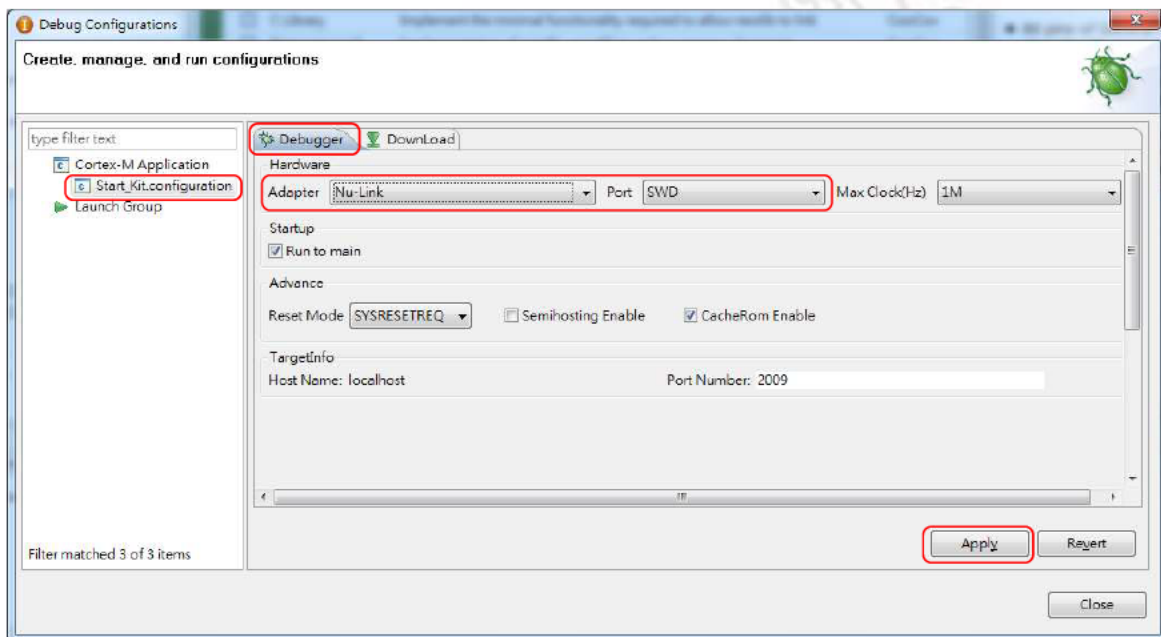 Debug Configurations
Create, manage, and run configurations
type filter text
Cortex-M Application
Start_Kit.configuration
Launch Group
Filter matched 3 of 3 items
Debugger DownLoad
Hardware
Adapter Nu-Link Port SWD Max Clock(Hz) 1M
Startup
Run to main
Advance
Reset Mode SYSRESETREQ Semihosting Enable CacheRom Enable
TargetInfo
Host Name: localhost Port Number: 2009
Apply Revert
Close